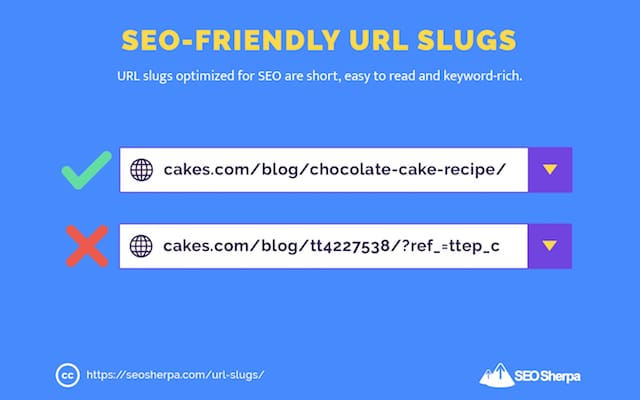 SEO-FRIENDLY URL SLUGS
URL slugs optimized for SEO are short, easy to read and keyword-rich.
cakes.com/blog/chocolate-cake-recipe/
cakes.com/blog/tt4227538/?ref_=ttep_c
cc https://seosherpa.com/url-slugs/
SEO Sherpa